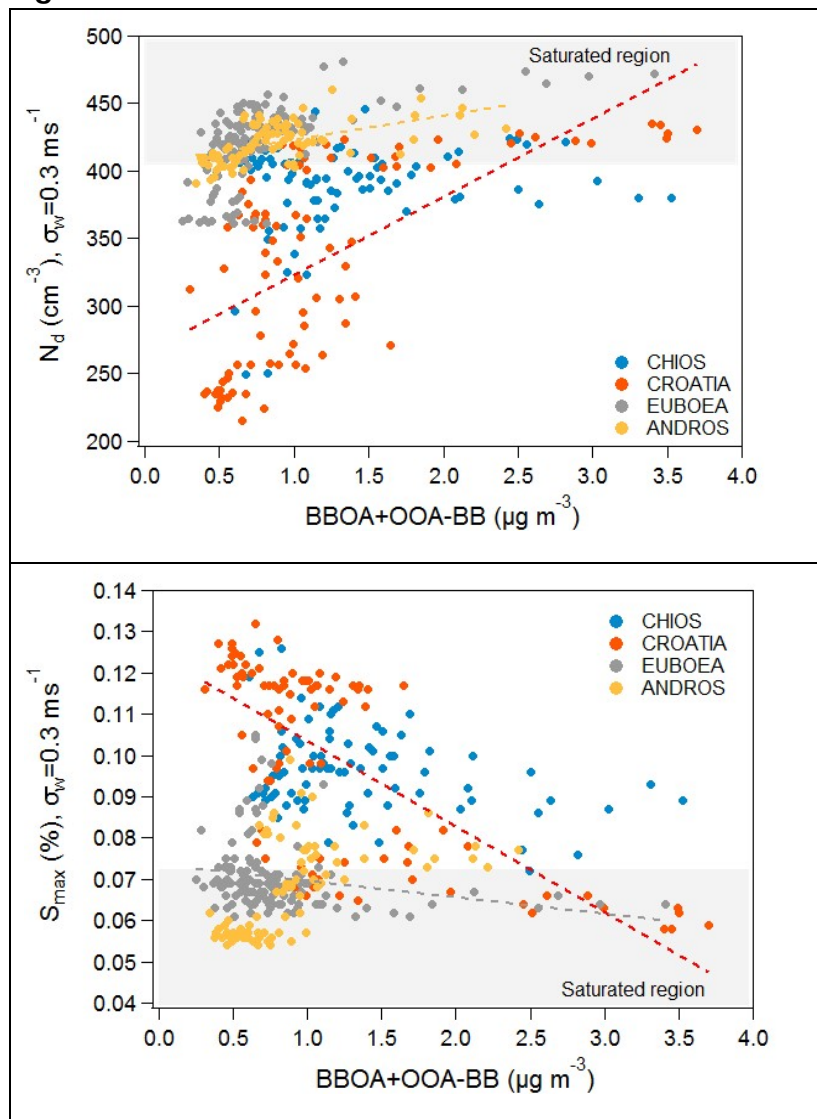 500
450
400
350
300
250
200
N_d (cm^-3), σ_w=0.3 ms^-1
Saturated region
CHIOS
CROATIA
EUBOEA
ANDROS
0.0 0.5 1.0 1.5 2.0 2.5 3.0 3.5 4.0
BBOA+OOA-BB (µg m^-3)
0.14
0.13
0.12
0.11
0.10
0.09
0.08
0.07
0.06
0.05
0.04
S_max (%), σ_w=0.3 ms^-1
CHIOS
CROATIA
EUBOEA
ANDROS
Saturated region
0.0 0.5 1.0 1.5 2.0 2.5 3.0 3.5 4.0
BBOA+OOA-BB (µg m^-3)